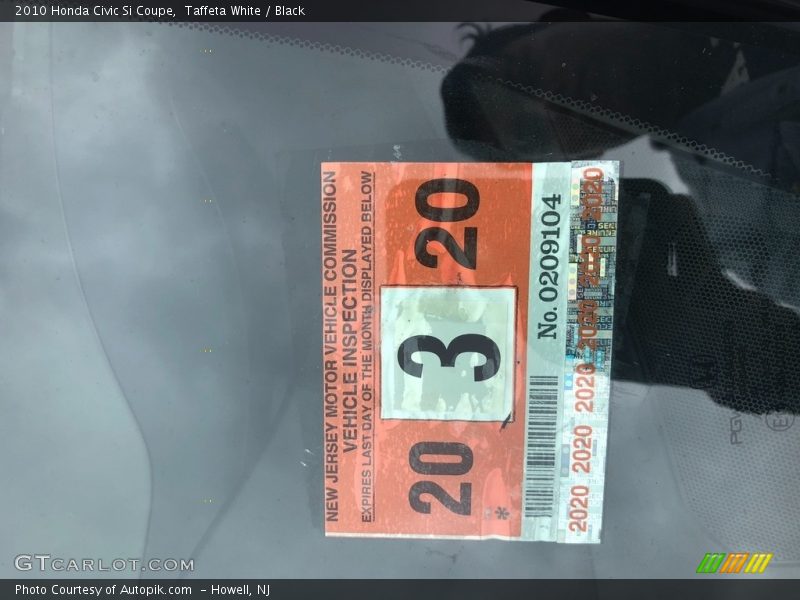 2010 Honda Civic Si Coupe,  Taffeta White / Black
NEW JERSEY MOTOR VEHICLE COMMISSION
VEHICLE INSPECTION
EXPIRES LAST DAY OF THE MONTH DISPLAYED BELOW
20 3 20
*
No. 0209104
2020 2020 2020 2020 2020 2020
GTCARLOT.COM
Photo Courtesy of Autopik.com  – Howell, NJ